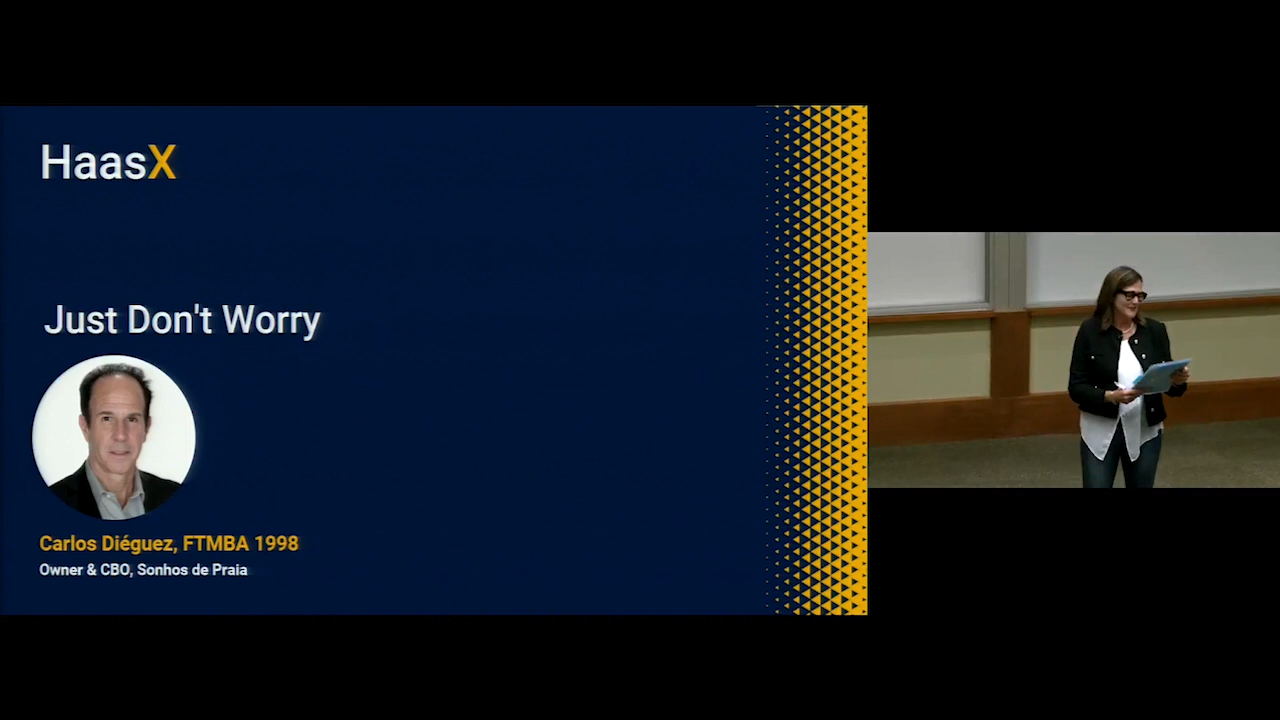 HaasX
Just Don't Worry
Carlos Diéguez, FTMBA 1998
Owner & CBO, Sonhos de Praia